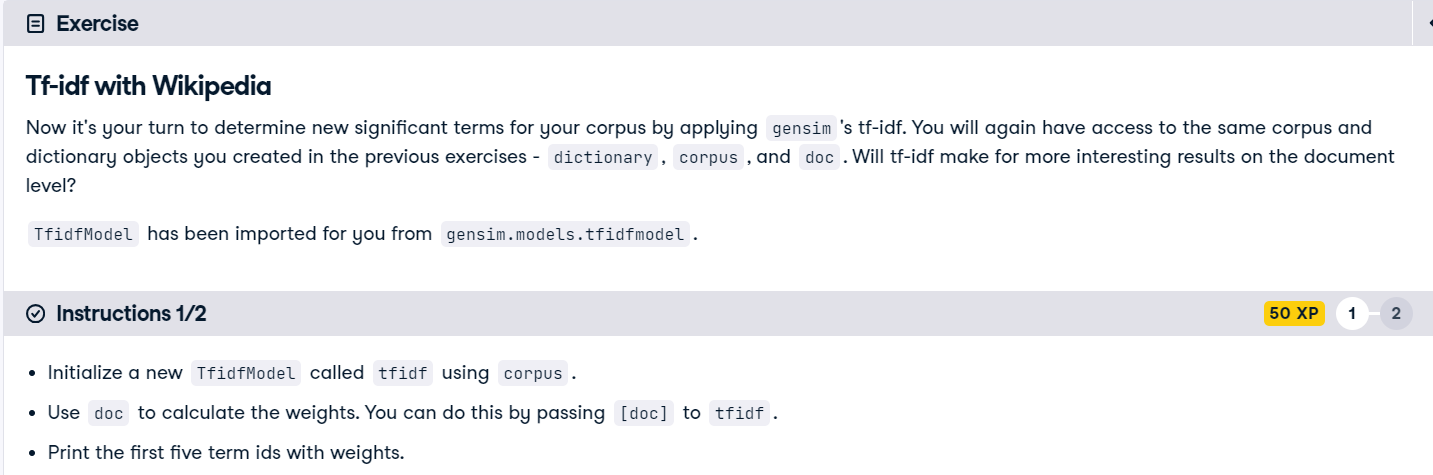 Exercise
Tf-idf with Wikipedia
Now it's your turn to determine new significant terms for your corpus by applying gensim 's tf-idf. You will again have access to the same corpus and
dictionary objects you created in the previous exercises - dictionary , corpus , and doc . Will tf-idf make for more interesting results on the document
level?
TfidfModel has been imported for you from gensim.models.tfidfmodel .
Instructions 1/2 50 XP 1 2
• Initialize a new TfidfModel called tfidf using corpus .
• Use doc to calculate the weights. You can do this by passing [doc] to tfidf .
• Print the first five term ids with weights.